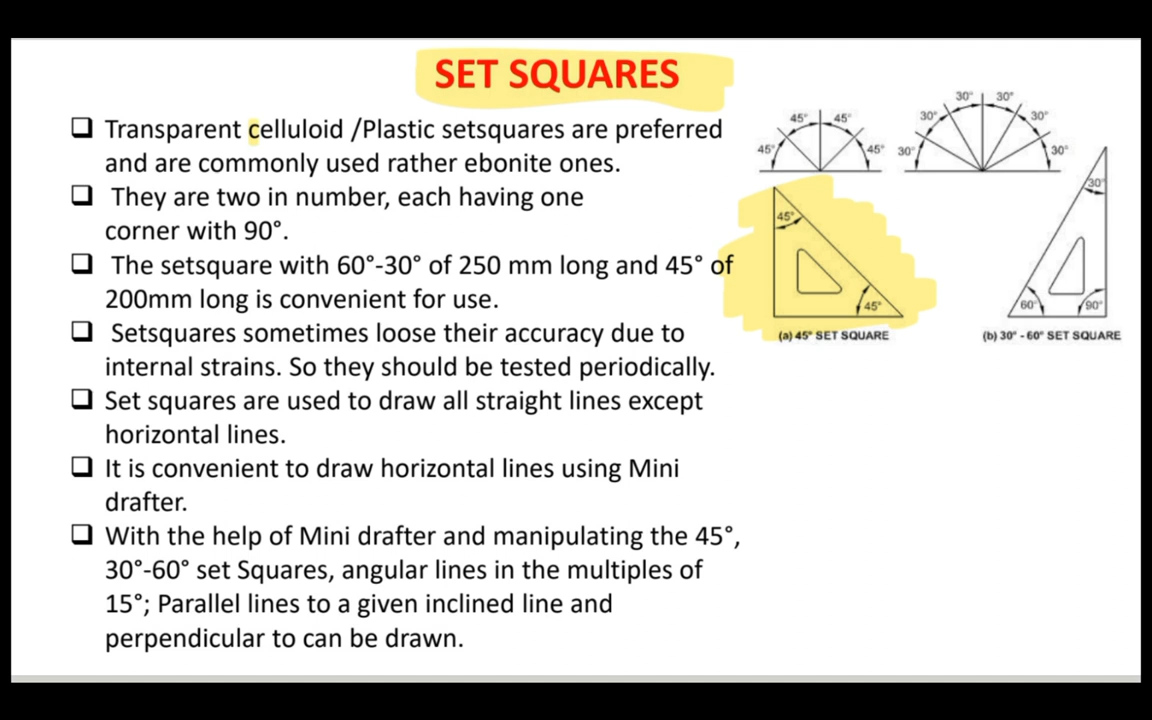 SET SQUARES
❑ Transparent celluloid /Plastic setsquares are preferred
and are commonly used rather ebonite ones.
❑ They are two in number, each having one
corner with 90°.
❑ The setsquare with 60°-30° of 250 mm long and 45° of
200mm long is convenient for use.
❑ Setsquares sometimes loose their accuracy due to
internal strains. So they should be tested periodically.
❑ Set squares are used to draw all straight lines except
horizontal lines.
❑ It is convenient to draw horizontal lines using Mini
drafter.
❑ With the help of Mini drafter and manipulating the 45°,
30°-60° set Squares, angular lines in the multiples of
15°; Parallel lines to a given inclined line and
perpendicular to can be drawn.
45° 45°
45° 45°
30° 30°
30° 30°
30° 30°
45°
45°
(a) 45° SET SQUARE
30°
60° 90°
(b) 30° - 60° SET SQUARE